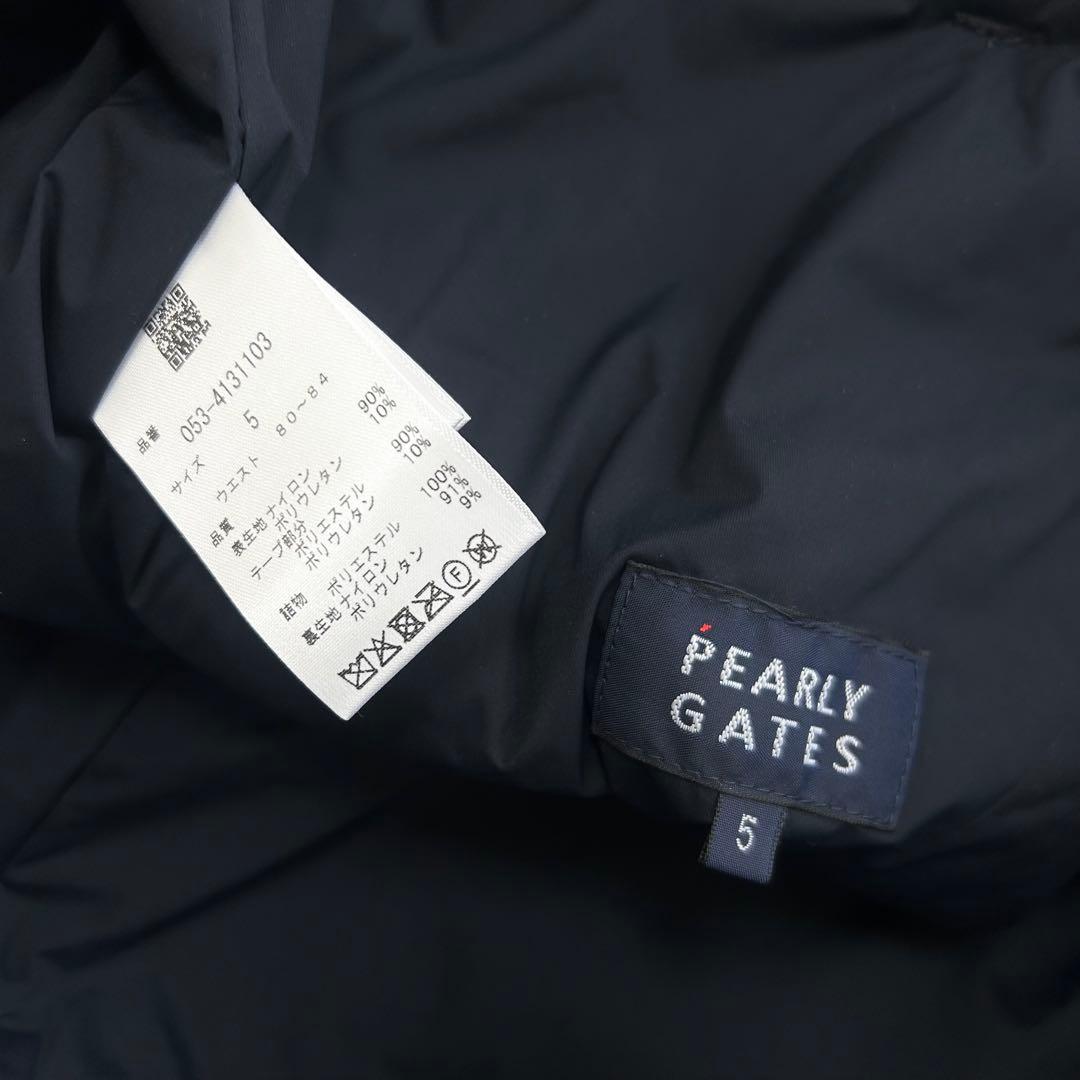 品番 053-4131103
サイズ 5
ウエスト 80~84
品質
表生地 ナイロン 90%
ポリウレタン 10%
テープ部分
ポリエステル 90%
ポリウレタン 10%
詰物 ポリエステル 100%
裏生地 ナイロン 91%
ポリウレタン 9%
F
W
PEARLY
GATES
5